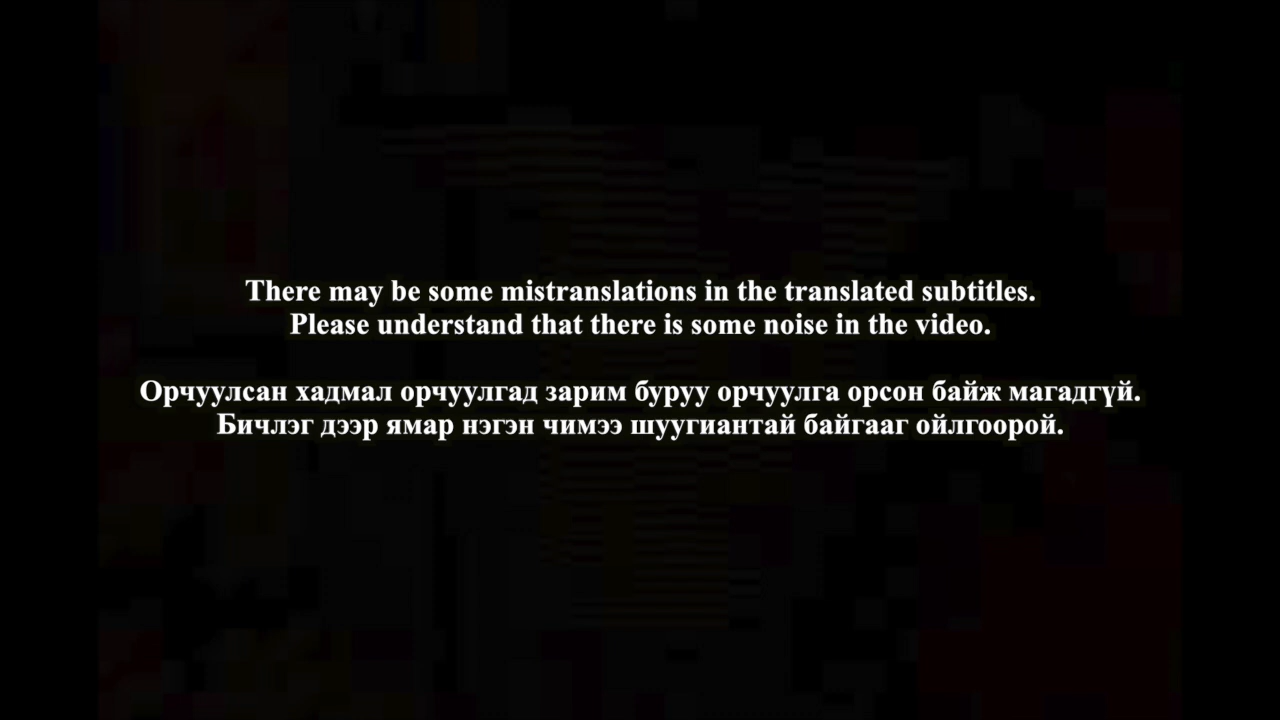 There may be some mistranslations in the translated subtitles.
Please understand that there is some noise in the video.
Орчуулсан хадмал орчуулгад зарим буруу орчуулга орсон байж магадгүй.
Бичлэг дээр ямар нэгэн чимээ шуугиантай байгааг ойлгоорой.